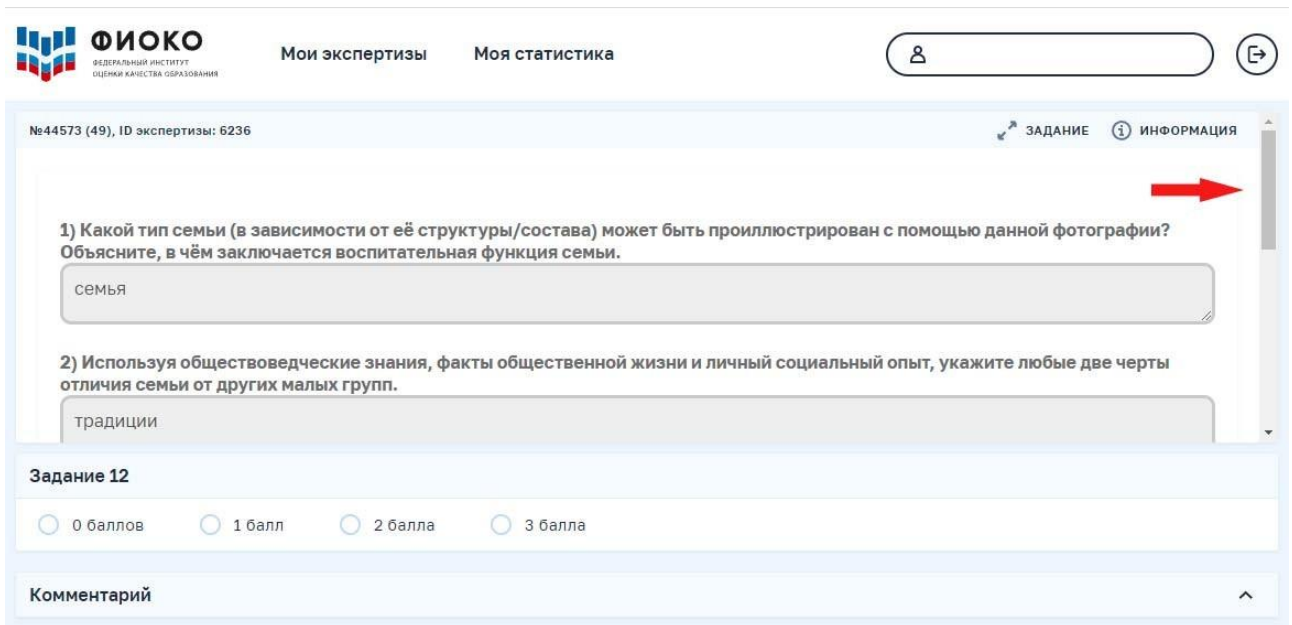 ФИОКО
ФЕДЕРАЛЬНЫЙ ИНСТИТУТ
ОЦЕНКИ КАЧЕСТВА ОБРАЗОВАНИЯ
Мои экспертизы
Моя статистика
№44573 (49), ID экспертизы: 6236
ЗАДАНИЕ
ИНФОРМАЦИЯ
1) Какой тип семьи (в зависимости от её структуры/состава) может быть проиллюстрирован с помощью данной фотографии?
Объясните, в чём заключается воспитательная функция семьи.
семья
2) Используя обществоведческие знания, факты общественной жизни и личный социальный опыт, укажите любые две черты
отличия семьи от других малых групп.
традиции
Задание 12
0 баллов
1 балл
2 балла
3 балла
Комментарий